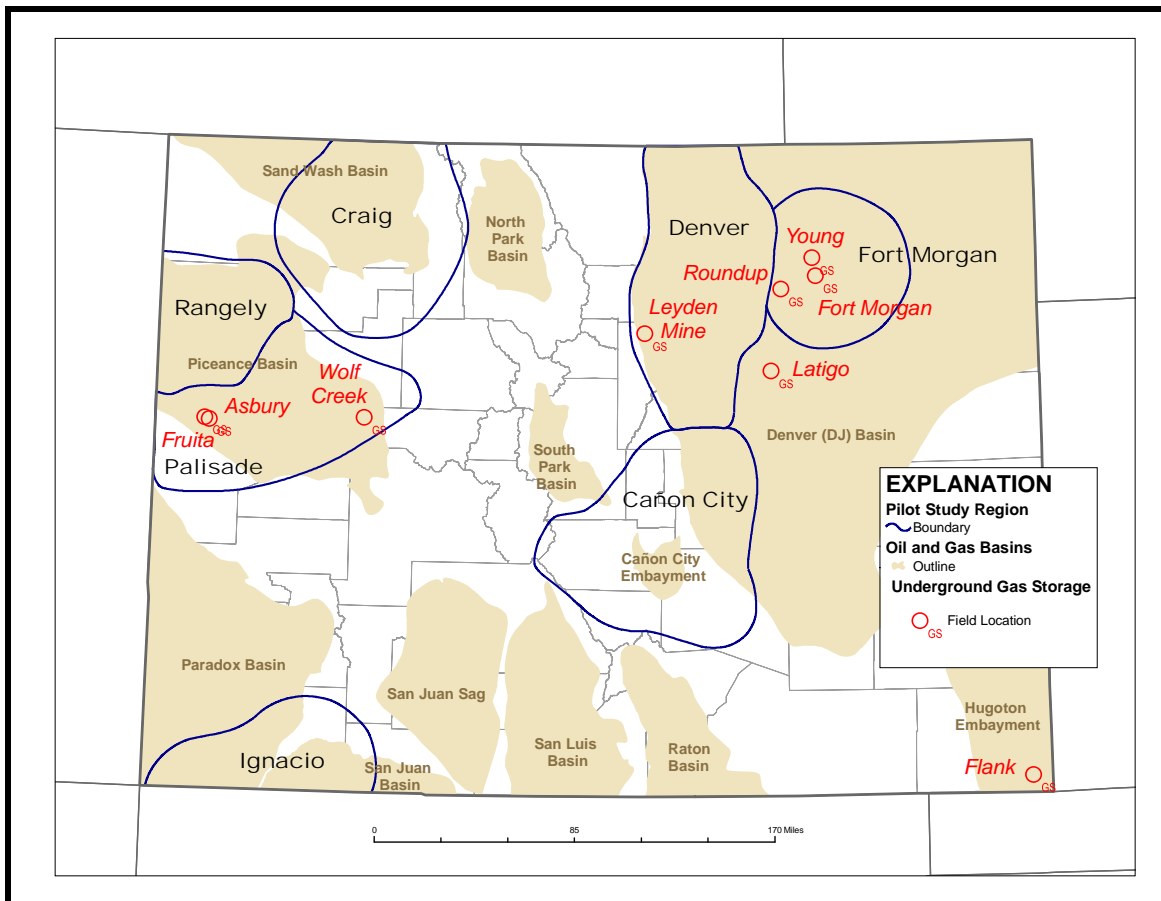 Sand Wash Basin
Craig
North
Park
Basin
Denver
Young
GS
Fort Morgan
Roundup
GS
GS
Fort Morgan
Rangely
Leyden
Mine
GS
Piceance Basin
Wolf
Creek
GS
Latigo
GS
Asbury
GS
GS
Fruita
Palisade
Denver (DJ) Basin
South
Park
Basin
Cañon City
Cañon City
Embayment
EXPLANATION
Pilot Study Region
Boundary
Oil and Gas Basins
Outline
Underground Gas Storage
GS
Field Location
Paradox Basin
San Juan Sag
Hugoton
Embayment
Ignacio
San Juan
Basin
San Luis
Basin
Raton
Basin
Flank
GS
0
85
170 Miles